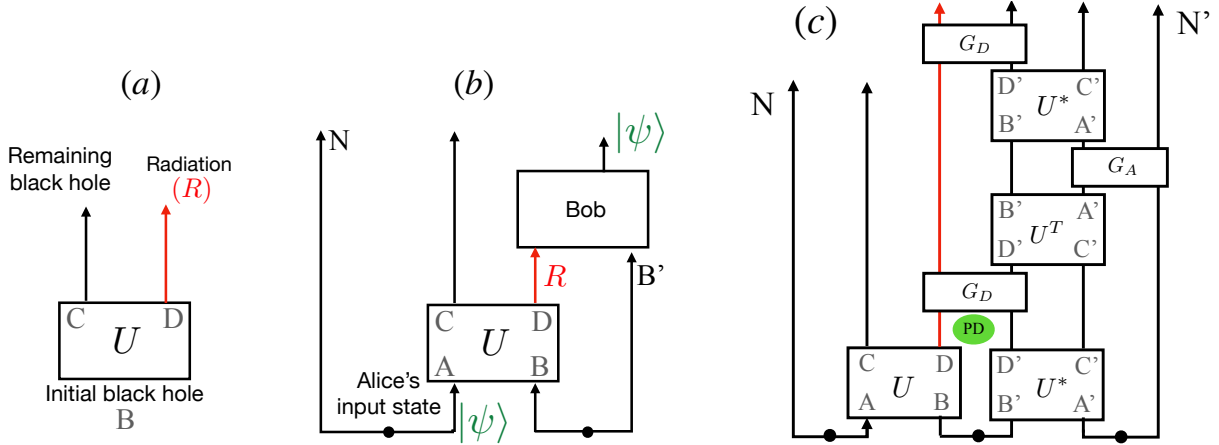 (a)
Remaining
black hole
Radiation
(R)
C D
U
Initial black hole
B
(b)
N
|ψ⟩
Bob
R
B'
C D
U
A B
Alice's
input state
|ψ⟩
(c)
N
N'
G_D
D' C'
U*
B' A'
G_A
B' A'
U^T
D' C'
G_D
PD
C D
U
A B
D' C'
U*
B' A'